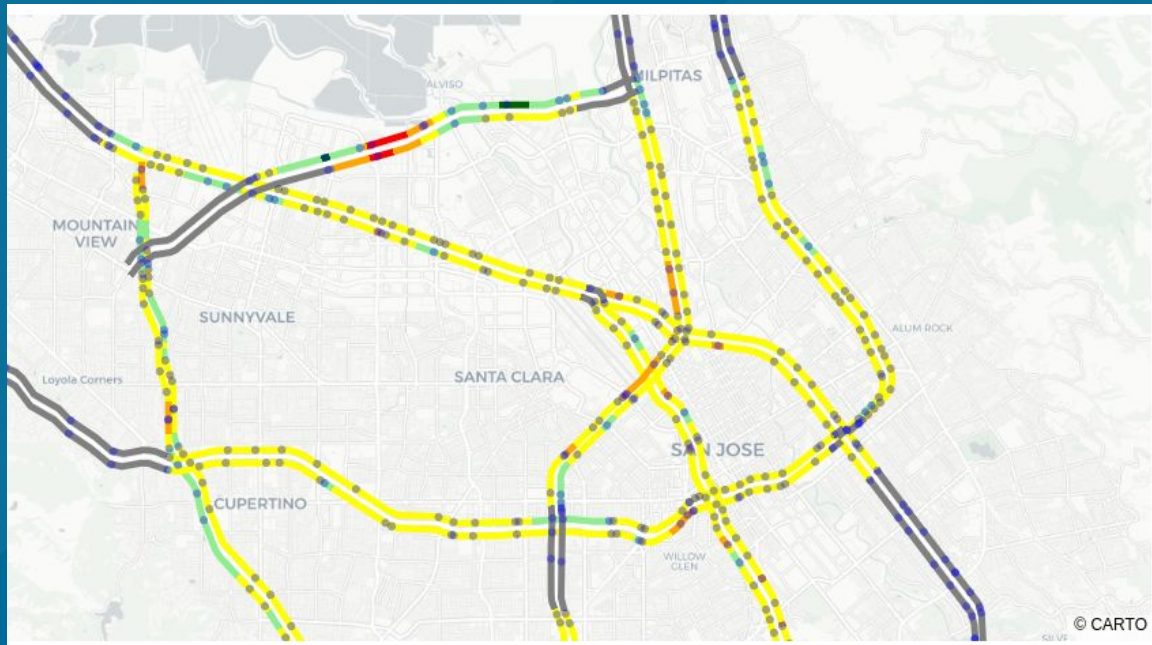 ALVISO
MILPITAS
MOUNTAIN
VIEW
SUNNYVALE
ALUM ROCK
Loyola Corners
SANTA CLARA
SAN JOSE
CUPERTINO
WILLOW
GLEN
© CARTO